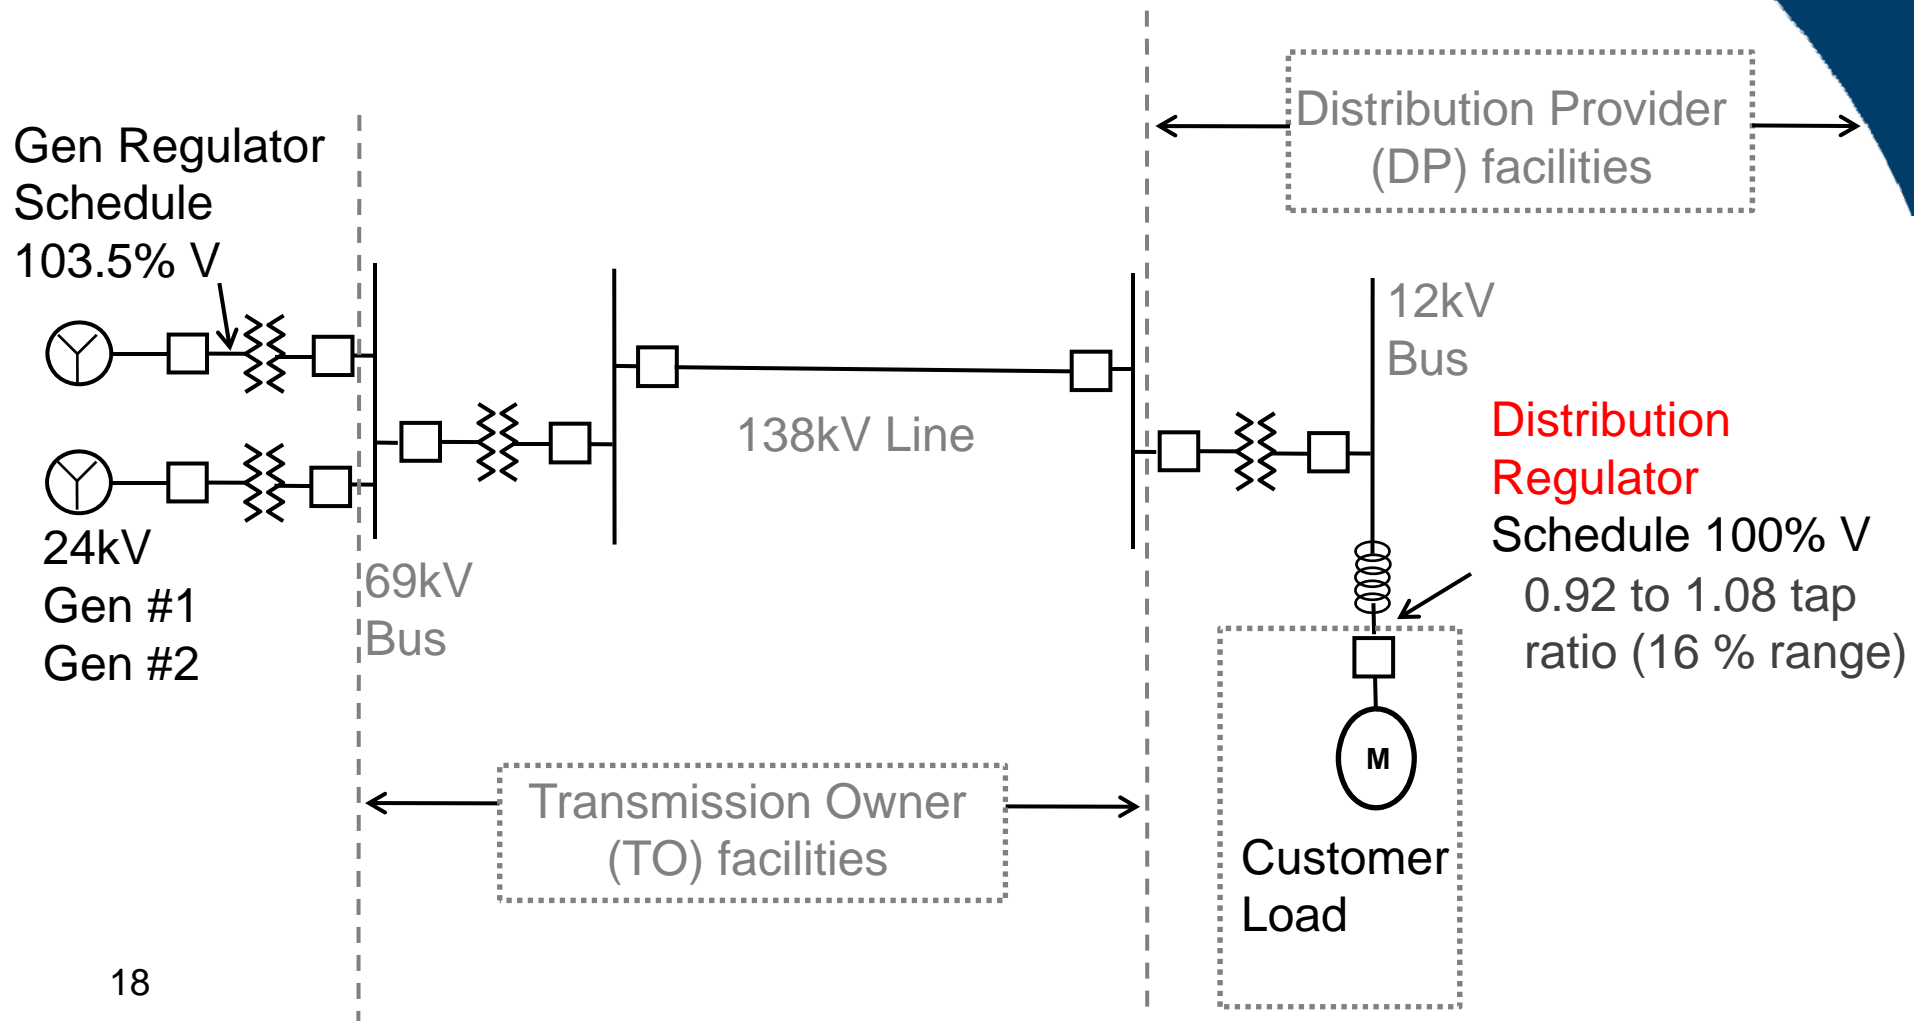 Gen Regulator
Schedule
103.5% V
24kV
Gen #1
Gen #2
69kV
Bus
138kV Line
Transmission Owner
(TO) facilities
Distribution Provider
(DP) facilities
12kV
Bus
Distribution
Regulator
Schedule 100% V
0.92 to 1.08 tap
ratio (16 % range)
M
Customer
Load
18